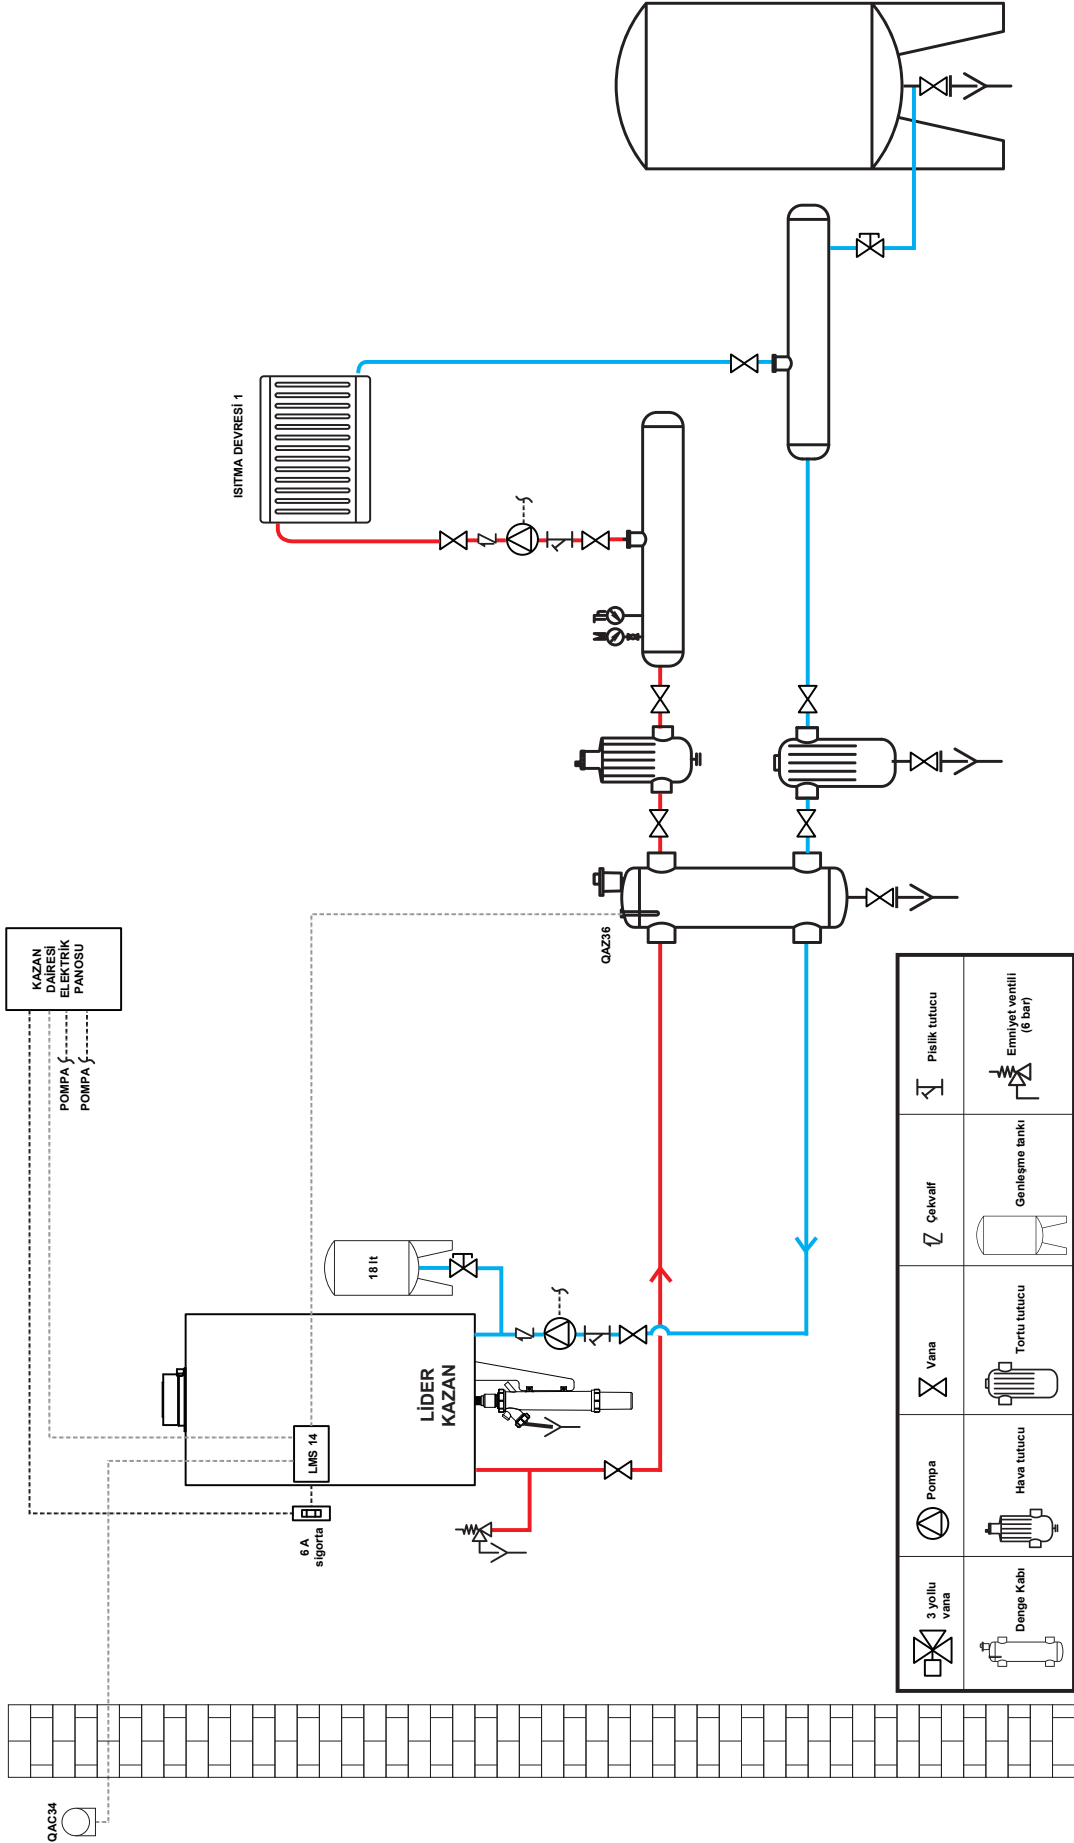 ISITMA DEVRESİ 1
KAZAN
DAİRESİ
ELEKTRİK
PANOSU
POMPA
POMPA
QAZ36
18 lt
LİDER
KAZAN
LMS 14
6 A
sigorta
QAC34
3 yollu
vana
Pompa
Vana
Çekvalf
Pislik tutucu
Denge Kabı
Hava tutucu
Tortu tutucu
Genleşme tankı
Emniyet ventili
(6 bar)